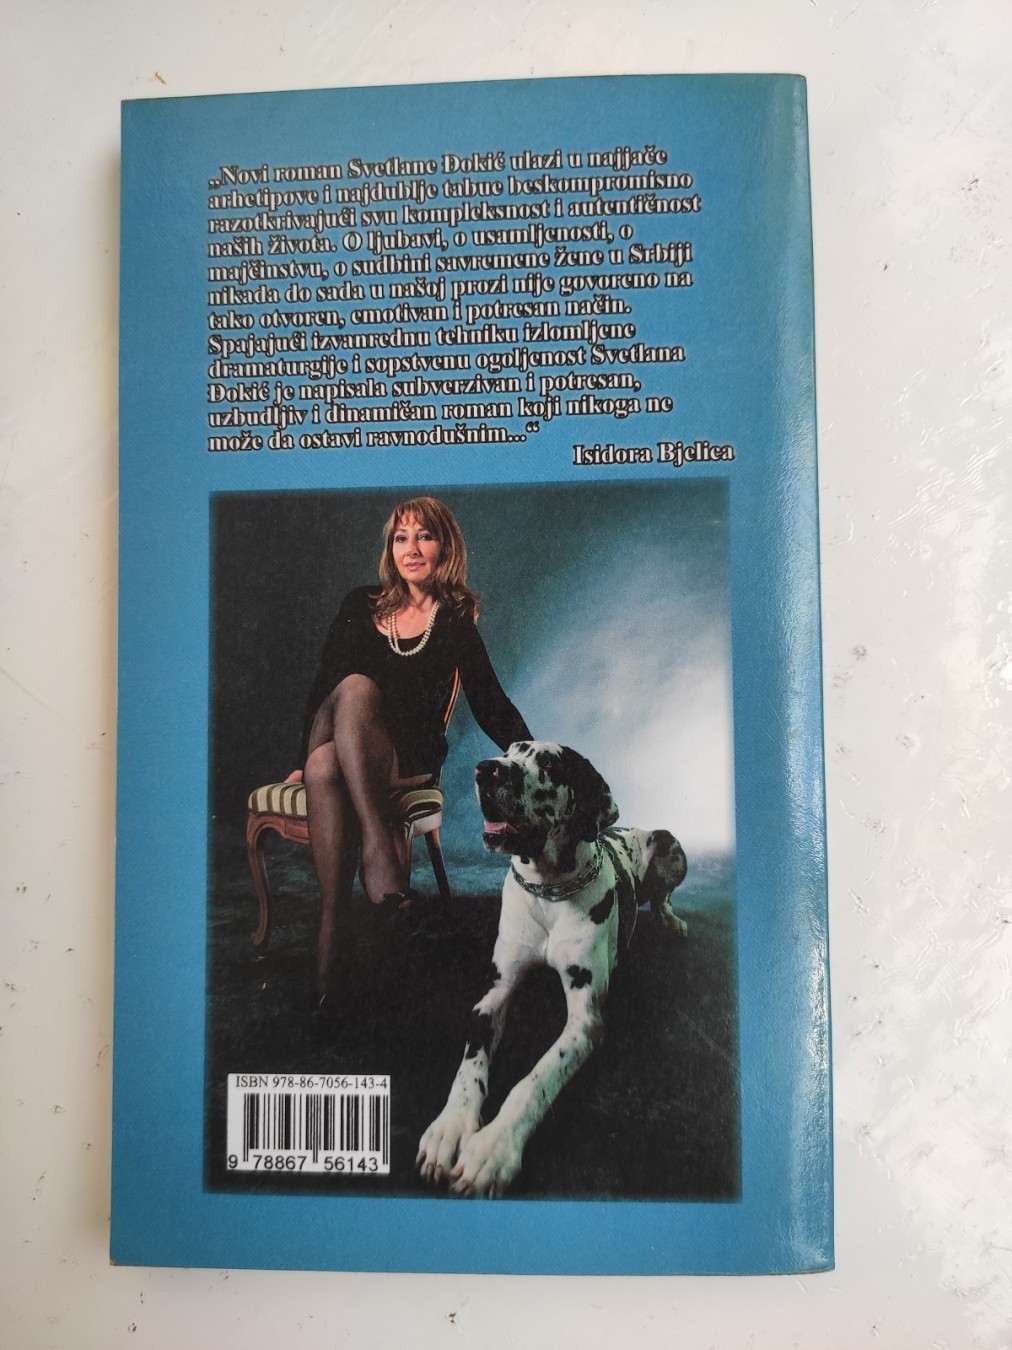 „Novi roman Svetlane Đokić ulazi u najjače
arhetipove i najdublje tabue beskompromisno
razotkrivajući svu kompleksnost i autentičnost
naših života. O ljubavi, o usamljenosti, o
majčinstvu, o sudbini savremene žene u Srbiji
nikada do sada u našoj prozi nije govoreno na
tako otvoren, emotivan i potresan način.
Spajajući izvanrednu tehniku izlomljene
dramaturgije i sopstvenu ogoljenost Svetlana
Đokić je napisala subverzivan i potresan,
uzbudljiv i dinamičan roman koji nikoga ne
može da ostavi ravnodušnim...“
Isidora Bjelica
ISBN 978-86-7056-143-4
9 78867 56143